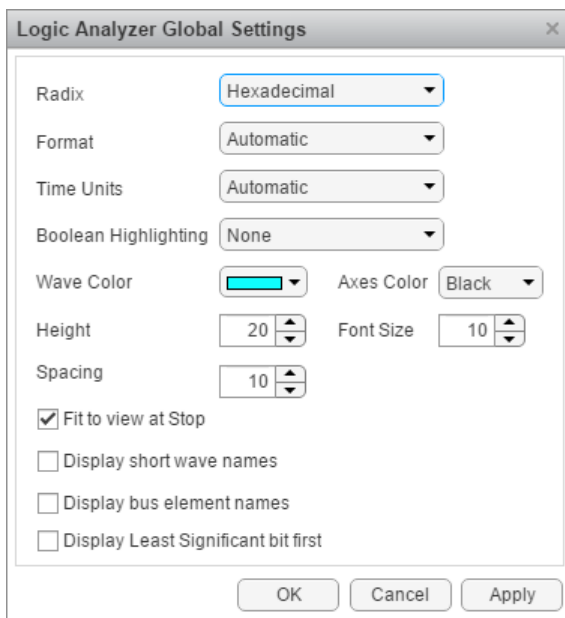 Logic Analyzer Global Settings
Radix Hexadecimal
Format Automatic
Time Units Automatic
Boolean Highlighting None
Wave Color Axes Color Black
Height 20 Font Size 10
Spacing 10
Fit to view at Stop
Display short wave names
Display bus element names
Display Least Significant bit first
OK Cancel Apply